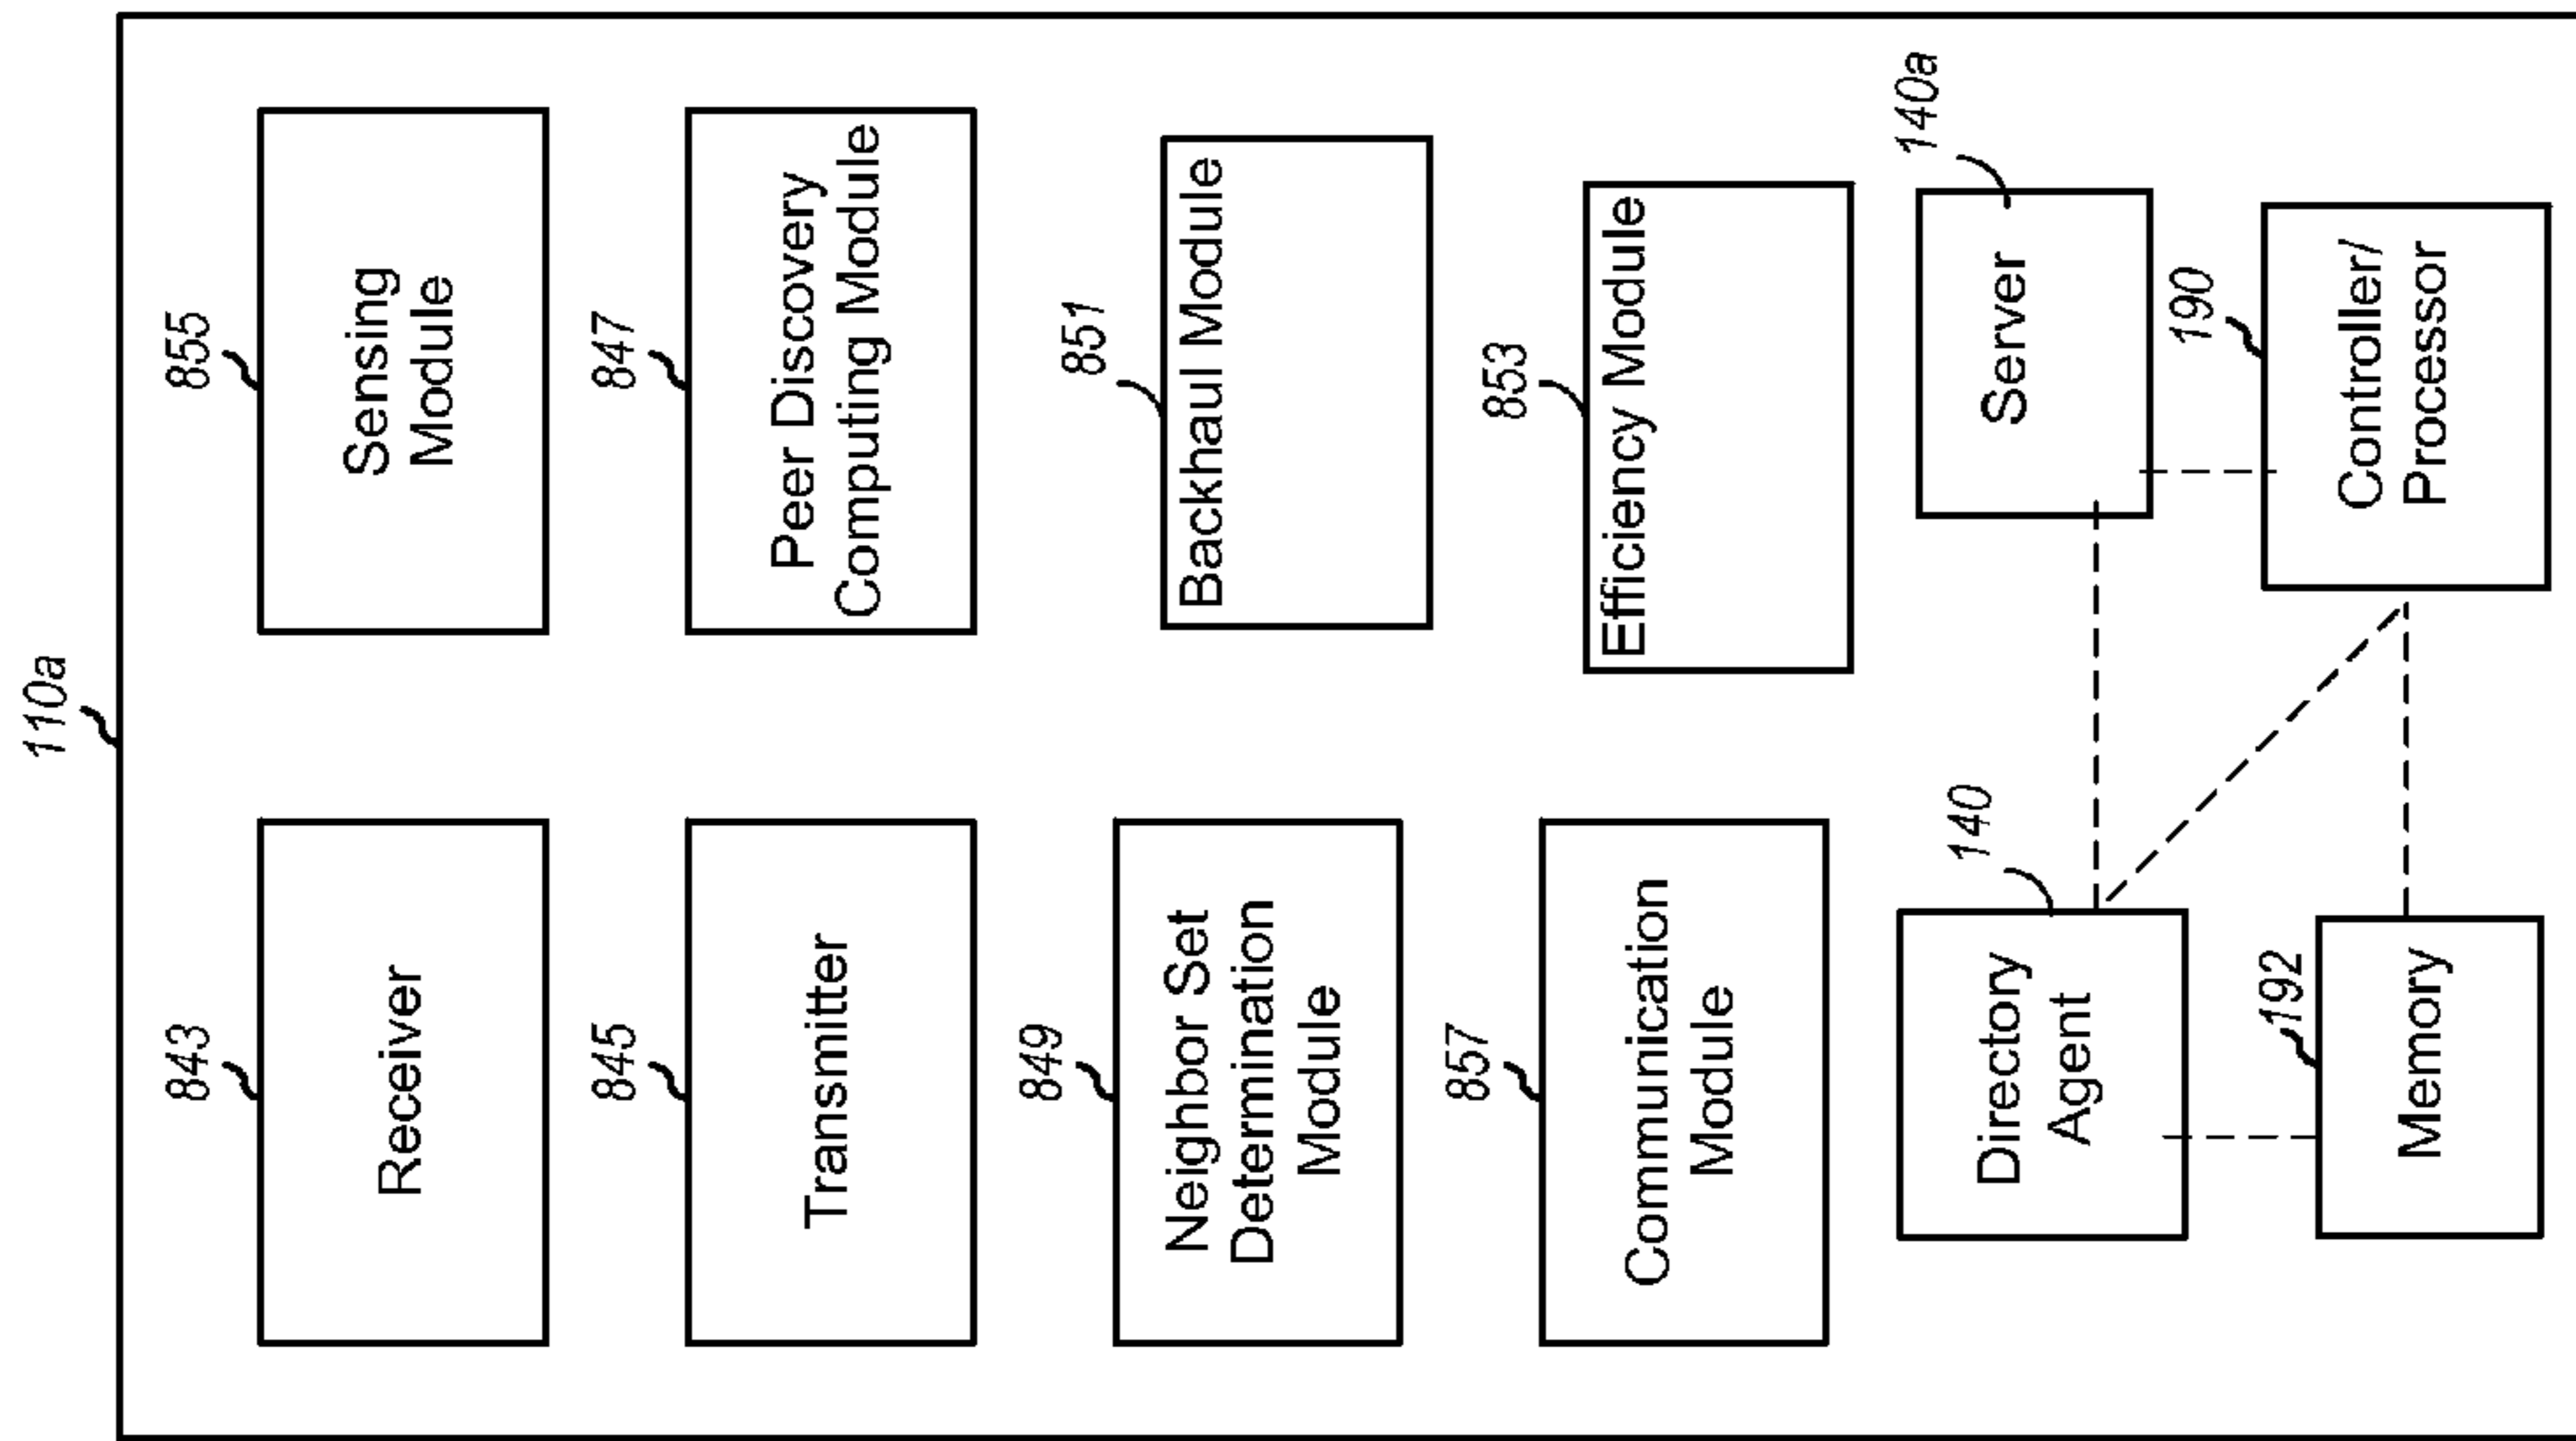 110a
843
Receiver
855
Sensing
Module
845
Transmitter
847
Peer Discovery
Computing Module
849
Neighbor Set
Determination
Module
851
Backhaul Module
857
Communication
Module
853
Efficiency Module
140
Directory
Agent
140a
Server
192
Memory
190
Controller/
Processor